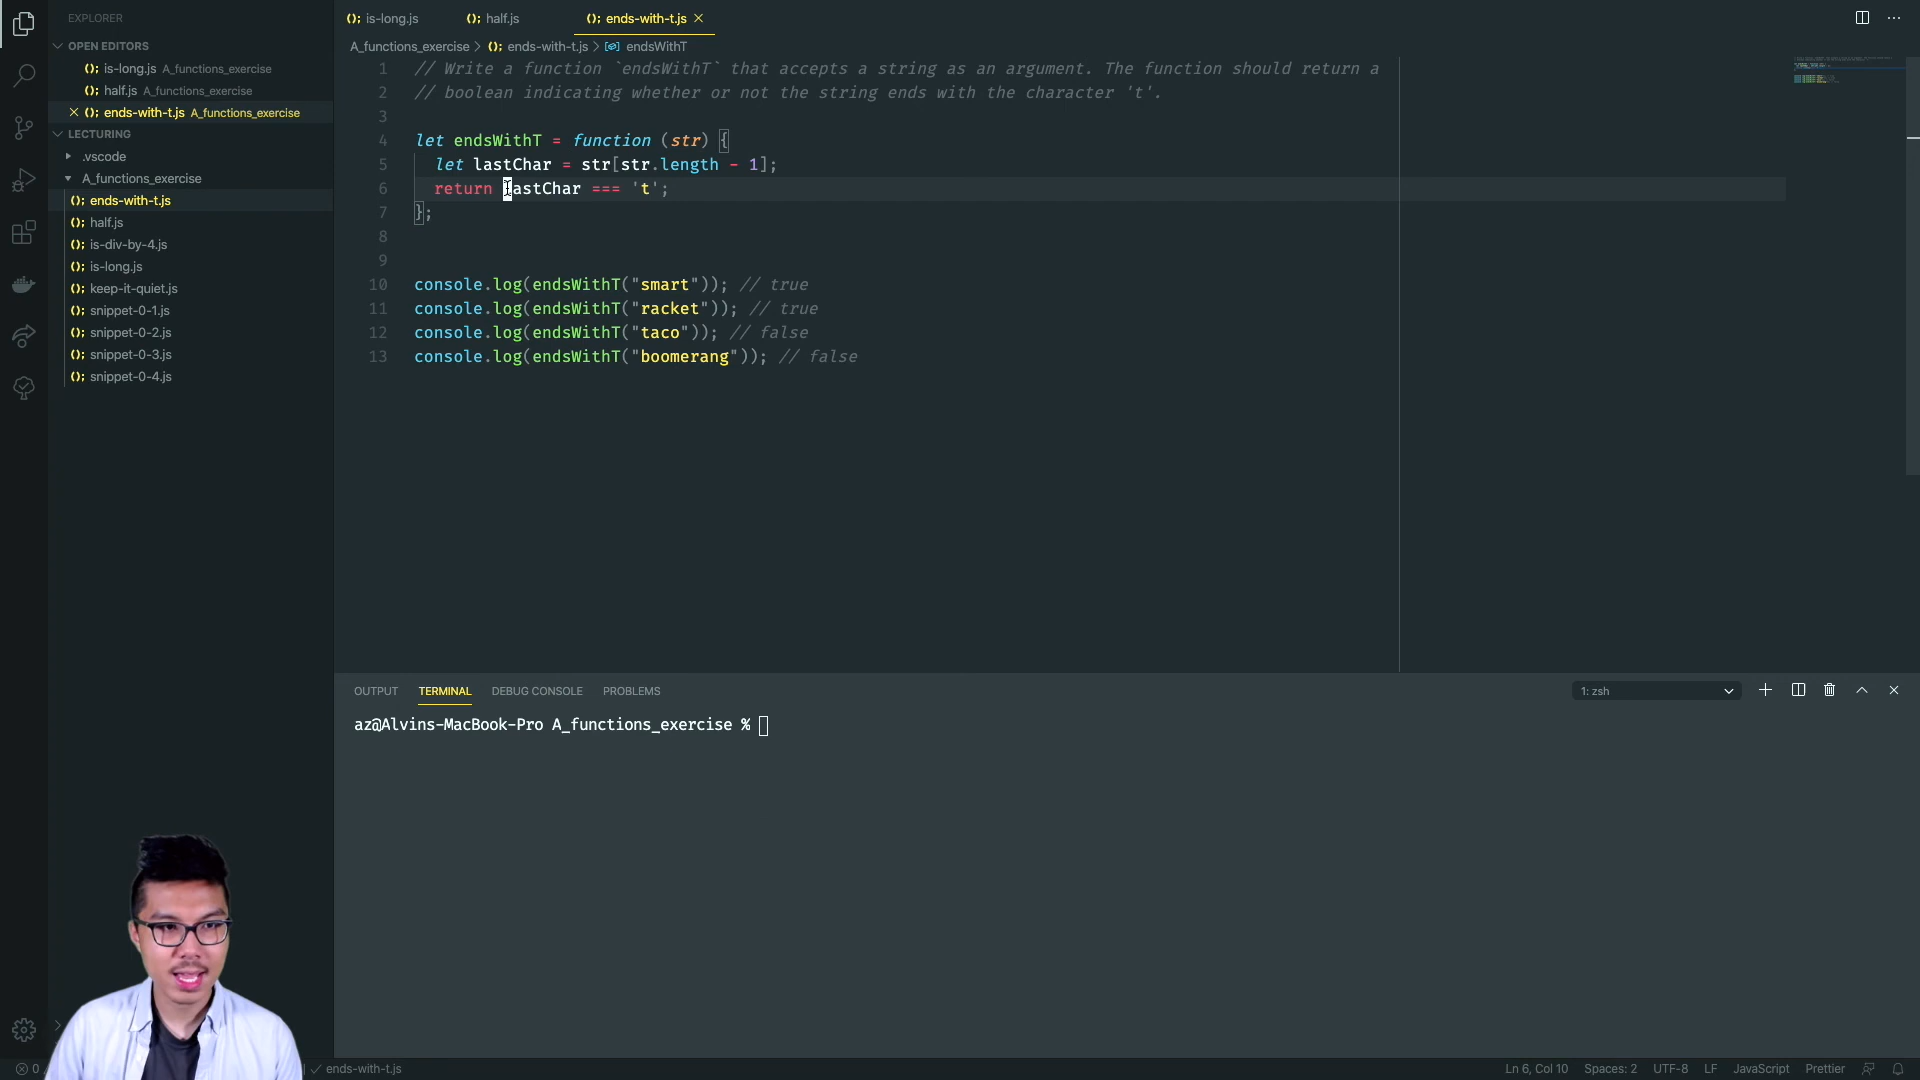 EXPLORER
OPEN EDITORS
(); is-long.js A_functions_exercise
(); half.js A_functions_exercise
(); ends-with-t.js A_functions_exercise
LECTURING
.vscode
A_functions_exercise
(); ends-with-t.js
(); half.js
(); is-div-by-4.js
(); is-long.js
(); keep-it-quiet.js
(); snippet-0-1.js
(); snippet-0-2.js
(); snippet-0-3.js
(); snippet-0-4.js
(); is-long.js (); half.js (); ends-with-t.js
A_functions_exercise > (); ends-with-t.js > endsWithT
1 // Write a function `endsWithT` that accepts a string as an argument. The function should return a
2 // boolean indicating whether or not the string ends with the character 't'.
3
4 let endsWithT = function (str) {
5 let lastChar = str[str.length - 1];
6 return lastChar === 't';
7 };
8
9
10 console.log(endsWithT("smart")); // true
11 console.log(endsWithT("racket")); // true
12 console.log(endsWithT("taco")); // false
13 console.log(endsWithT("boomerang")); // false
OUTPUT TERMINAL DEBUG CONSOLE PROBLEMS 1: zsh
az@Alvins-MacBook-Pro A_functions_exercise %
0 ends-with-t.js Ln 6, Col 10 Spaces: 2 UTF-8 LF JavaScript Prettier